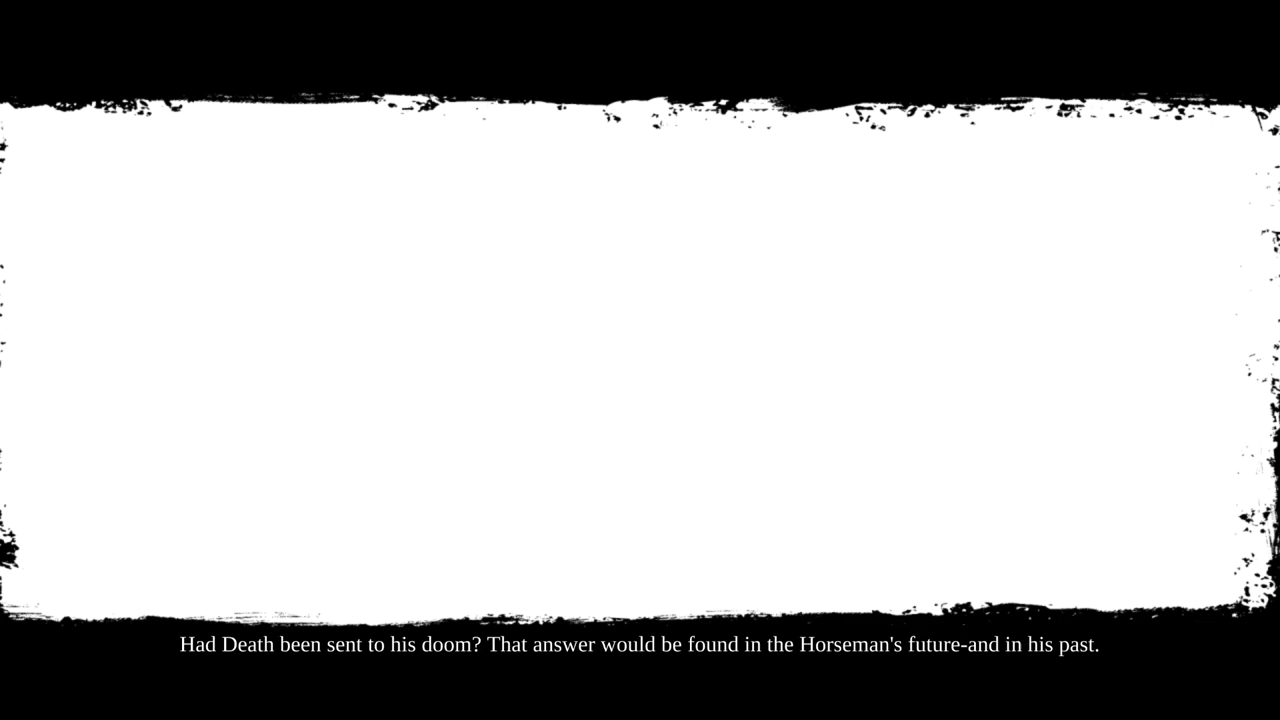 Had Death been sent to his doom? That answer would be found in the Horseman's future-and in his past.